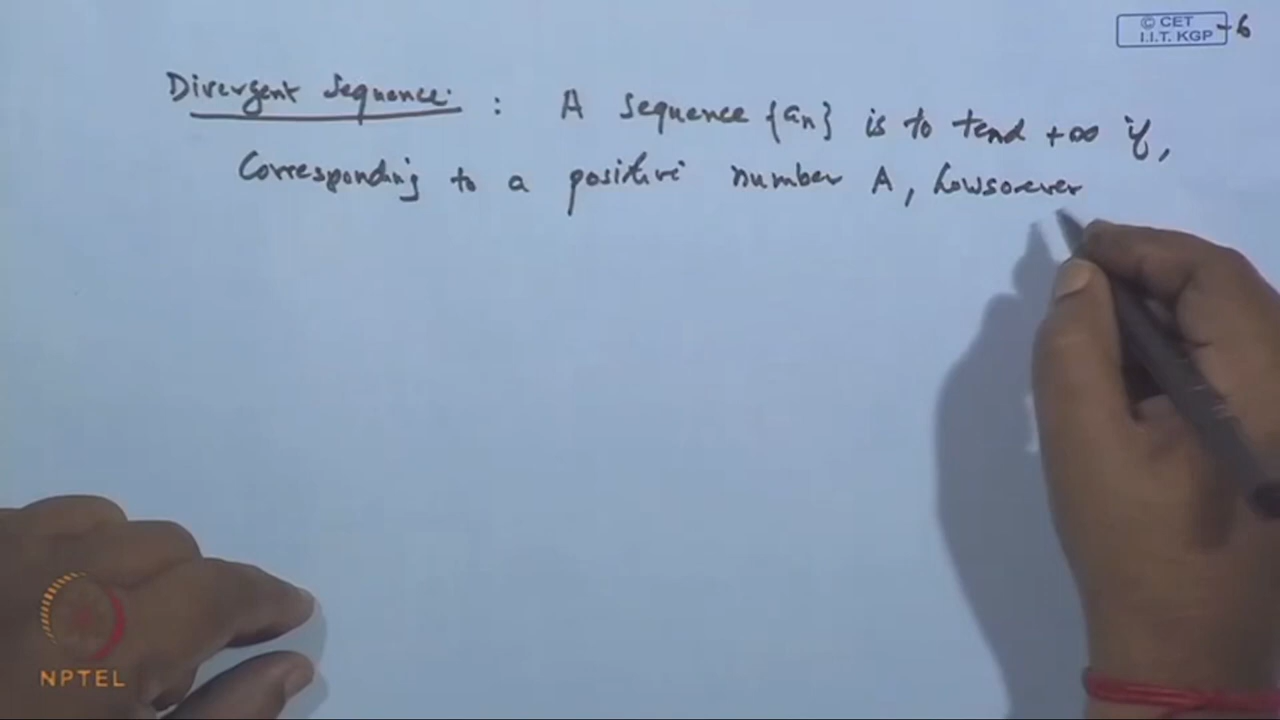 © CET
I.I.T. KGP
-6
Divergent Sequence: : A sequence {an} is to tend +∞ if,
Corresponding to a positive number A, howsoever
NPTEL